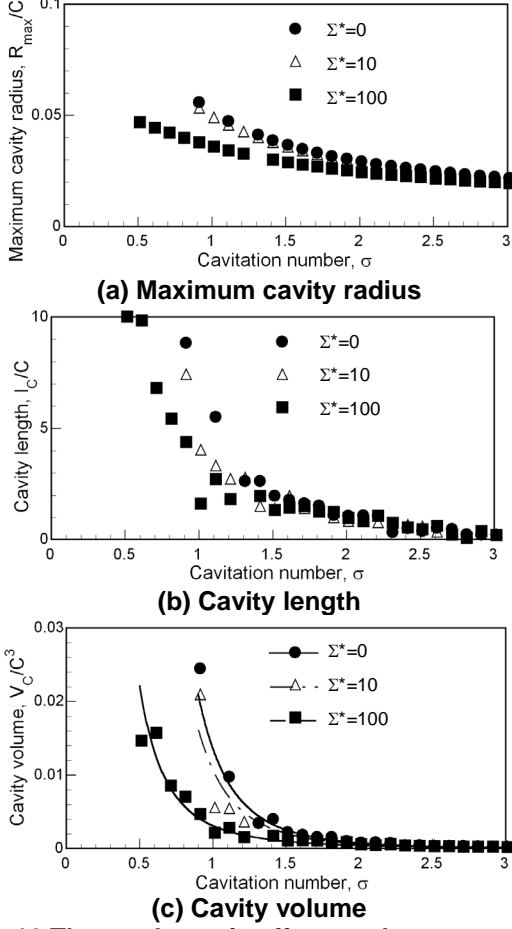 0.1
Maximum cavity radius, R_max/C
Σ*=0
Σ*=10
Σ*=100
0.05
0
0 0.5 1 1.5 2 2.5 3
Cavitation number, σ
(a) Maximum cavity radius
10
Cavity length, l_C/C
Σ*=0
Σ*=10
Σ*=100
5
0
0 0.5 1 1.5 2 2.5 3
Cavitation number, σ
(b) Cavity length
0.03
Cavity volume, V_C/C^3
Σ*=0
Σ*=10
Σ*=100
0.02
0.01
0
0 0.5 1 1.5 2 2.5 3
Cavitation number, σ
(c) Cavity volume